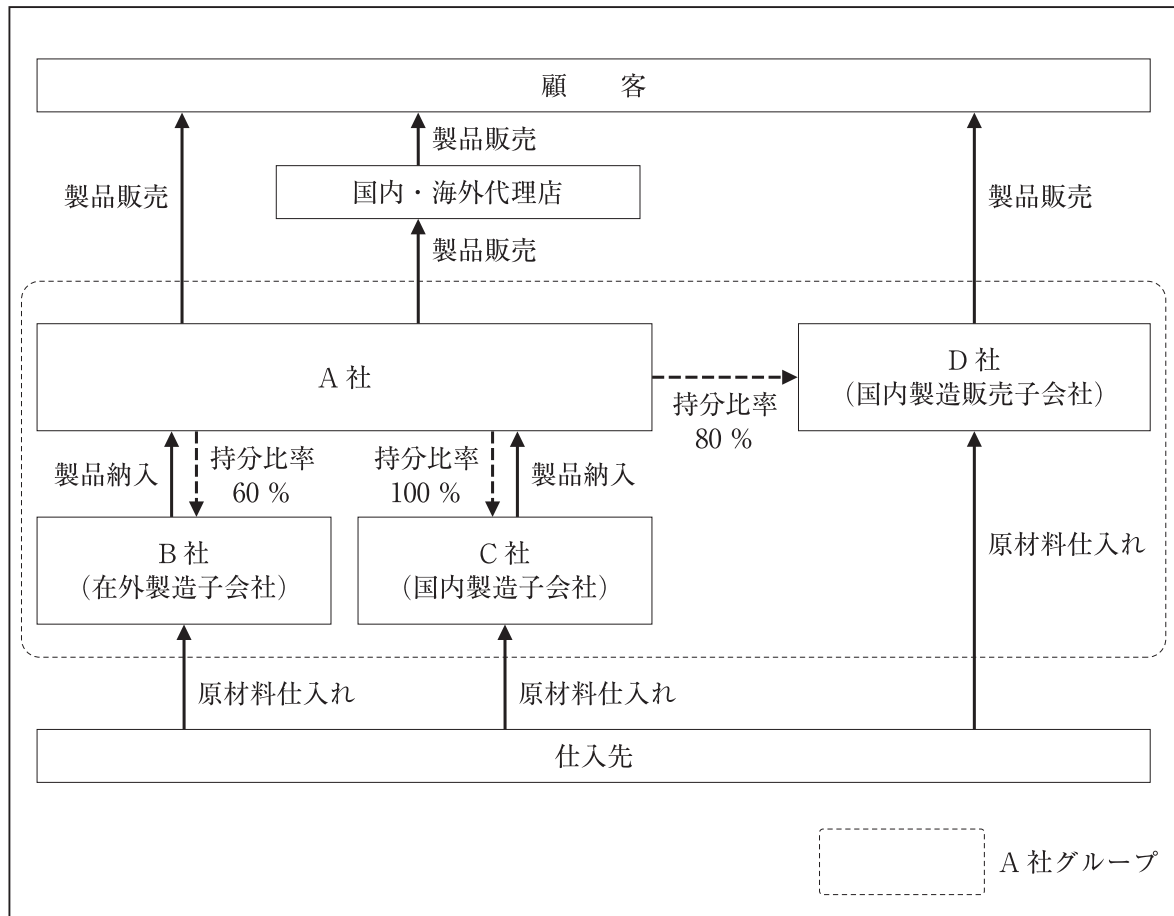 顧　　客
製品販売
国内・海外代理店
製品販売
製品販売
製品販売
A 社
持分比率
80 %
D 社
（国内製造販売子会社）
製品納入
持分比率
60 %
持分比率
100 %
製品納入
B 社
（在外製造子会社）
C 社
（国内製造子会社）
原材料仕入れ
原材料仕入れ
原材料仕入れ
仕入先
A 社グループ